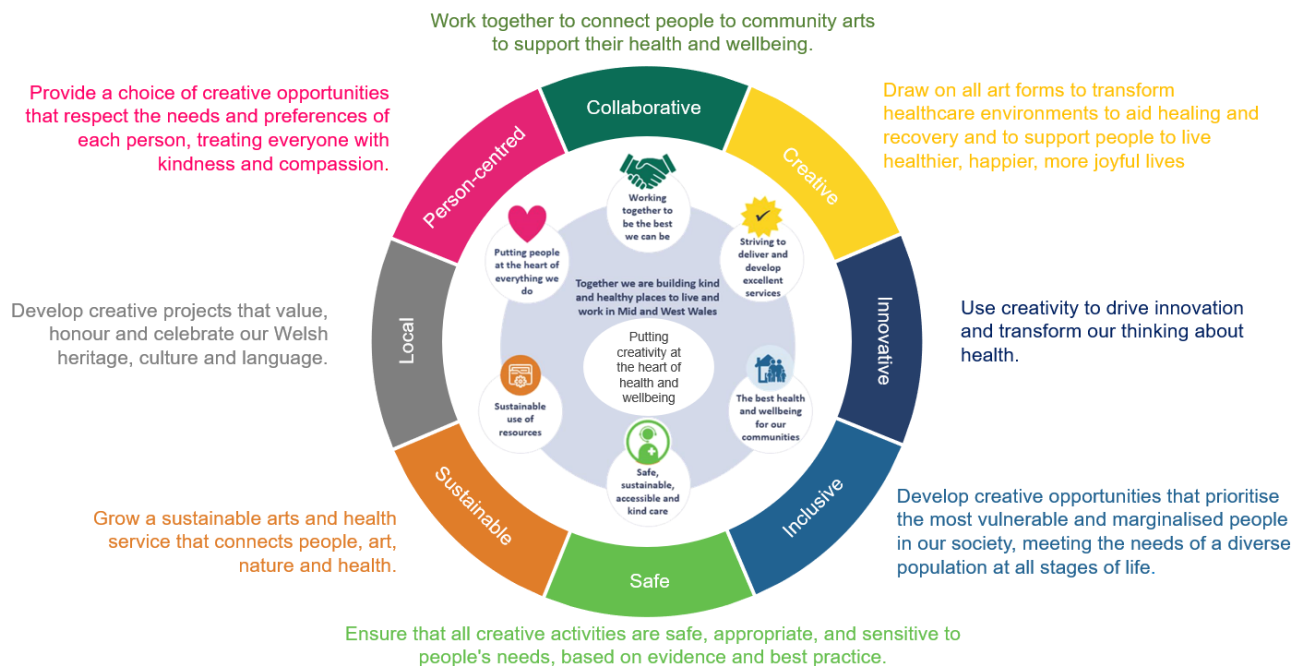 Work together to connect people to community arts
to support their health and wellbeing.
Provide a choice of creative opportunities
that respect the needs and preferences of
each person, treating everyone with
kindness and compassion.
Draw on all art forms to transform
healthcare environments to aid healing and
recovery and to support people to live
healthier, happier, more joyful lives
Collaborative
Person-centred
Creative
Local
Innovative
Sustainable
Inclusive
Safe
Working
together to
be the best
we can be
Putting people
at the heart of
everything we
do
Striving to
deliver and
develop
excellent
services
Together we are building kind
and healthy places to live and
work in Mid and West Wales
Putting
creativity at
the heart of
health and
wellbeing
Sustainable
use of
resources
The best health
and wellbeing
for our
communities
Safe,
sustainable,
accessible and
kind care
Develop creative projects that value,
honour and celebrate our Welsh
heritage, culture and language.
Use creativity to drive innovation
and transform our thinking about
health.
Grow a sustainable arts and health
service that connects people, art,
nature and health.
Develop creative opportunities that prioritise
the most vulnerable and marginalised people
in our society, meeting the needs of a diverse
population at all stages of life.
Ensure that all creative activities are safe, appropriate, and sensitive to
people's needs, based on evidence and best practice.